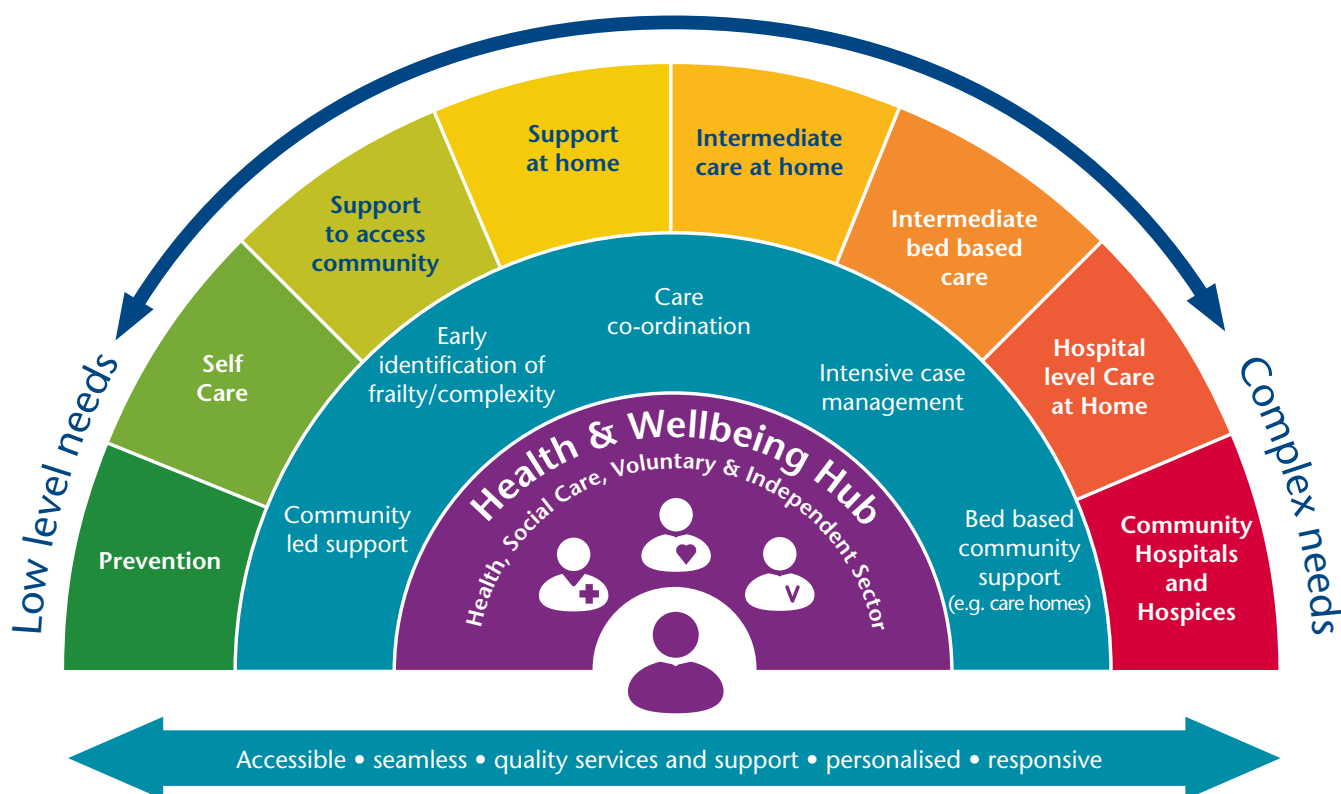 Low level needs
Complex needs
Prevention
Self
Care
Support
to access
community
Support
at home
Intermediate
care at home
Intermediate
bed based
care
Hospital
level Care
at Home
Community
Hospitals
and
Hospices
Community
led support
Early
identification of
frailty/complexity
Care
co-ordination
Intensive case
management
Bed based
community
support
(e.g. care homes)
Health & Wellbeing Hub
Health, Social Care, Voluntary & Independent Sector
V
Accessible • seamless • quality services and support • personalised • responsive